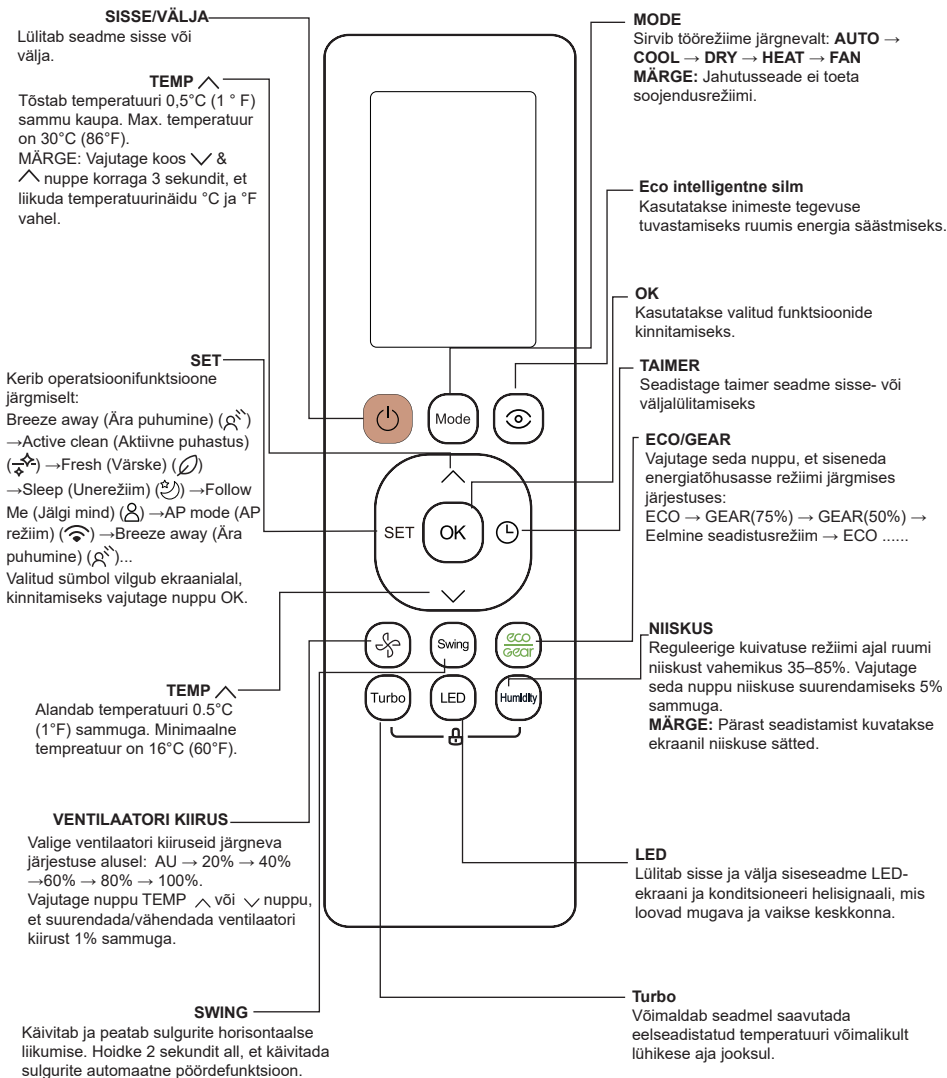 SISSE/VÄLJA
Lülitab seadme sisse või
välja.
TEMP
Tõstab temperatuuri 0,5°C (1 ° F)
sammu kaupa. Max. temperatuur
on 30°C (86°F).
MÄRGE: Vajutage koos &
nuppe korraga 3 sekundit, et
liikuda temperatuurinäidu °C ja °F
vahel.
SET
Kerib operatsioonifunktsioone
järgmiselt:
Breeze away (Ära puhumine) ( )
→Active clean (Aktiivne puhastus)
( ) →Fresh (Värske) ( )
→Sleep (Unerežiim) ( ) →Follow
Me (Jälgi mind) ( ) →AP mode (AP
režiim) ( ) →Breeze away (Ära
puhumine) ( )...
Valitud sümbol vilgub ekraanialal,
kinnitamiseks vajutage nuppu OK.
TEMP
Alandab temperatuuri 0.5°C
(1°F) sammuga. Minimaalne
tempreatuur on 16°C (60°F).
VENTILAATORI KIIRUS
Valige ventilaatori kiiruseid järgneva
järjestuse alusel: AU → 20% → 40%
→60% → 80% → 100%.
Vajutage nuppu TEMP või nuppu,
et suurendada/vähendada ventilaatori
kiirust 1% sammuga.
SWING
Käivitab ja peatab sulgurite horisontaalse
liikumise. Hoidke 2 sekundit all, et käivitada
sulgurite automaatne pöördefunktsioon.
Mode
SET
OK
Swing
eco
gear
Turbo
LED
Humidity
MODE
Sirvib töörežiime järgnevalt: AUTO →
COOL → DRY → HEAT → FAN
MÄRGE: Jahutusseade ei toeta
soojendusrežiimi.
Eco intelligentne silm
Kasutatakse inimeste tegevuse
tuvastamiseks ruumis energia säästmiseks.
OK
Kasutatakse valitud funktsioonide
kinnitamiseks.
TAIMER
Seadistage taimer seadme sisse- või
väljalülitamiseks
ECO/GEAR
Vajutage seda nuppu, et siseneda
energiatõhusasse režiimi järgmises
järjestuses:
ECO → GEAR(75%) → GEAR(50%) →
Eelmine seadistusrežiim → ECO ......
NIISKUS
Reguleerige kuivatuse režiimi ajal ruumi
niiskust vahemikus 35–85%. Vajutage
seda nuppu niiskuse suurendamiseks 5%
sammuga.
MÄRGE: Pärast seadistamist kuvatakse
ekraanil niiskuse sätted.
LED
Lülitab sisse ja välja siseseadme LED-
ekraani ja konditsioneeri helisignaali, mis
loovad mugava ja vaikse keskkonna.
Turbo
Võimaldab seadmel saavutada
eelseadistatud temperatuuri võimalikult
lühikese aja jooksul.